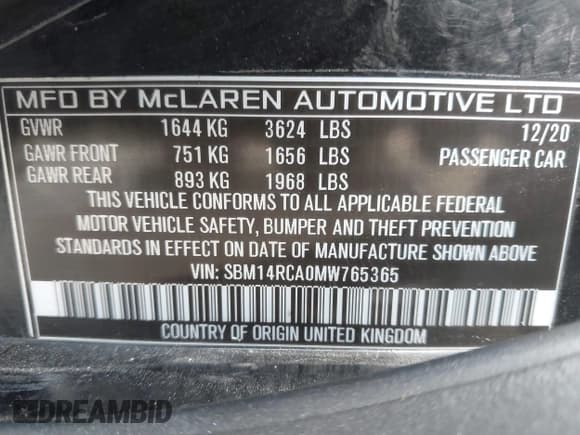 MFD BY McLAREN AUTOMOTIVE LTD
GVWR 1644 KG 3624 LBS 12/20
GAWR FRONT 751 KG 1656 LBS PASSENGER CAR
GAWR REAR 893 KG 1968 LBS
THIS VEHICLE CONFORMS TO ALL APPLICABLE FEDERAL
MOTOR VEHICLE SAFETY, BUMPER AND THEFT PREVENTION
STANDARDS IN EFFECT ON DATE OF MANUFACTURE SHOWN ABOVE
VIN: SBM14RCA0MW765365
COUNTRY OF ORIGIN UNITED KINGDOM
DREAMBID